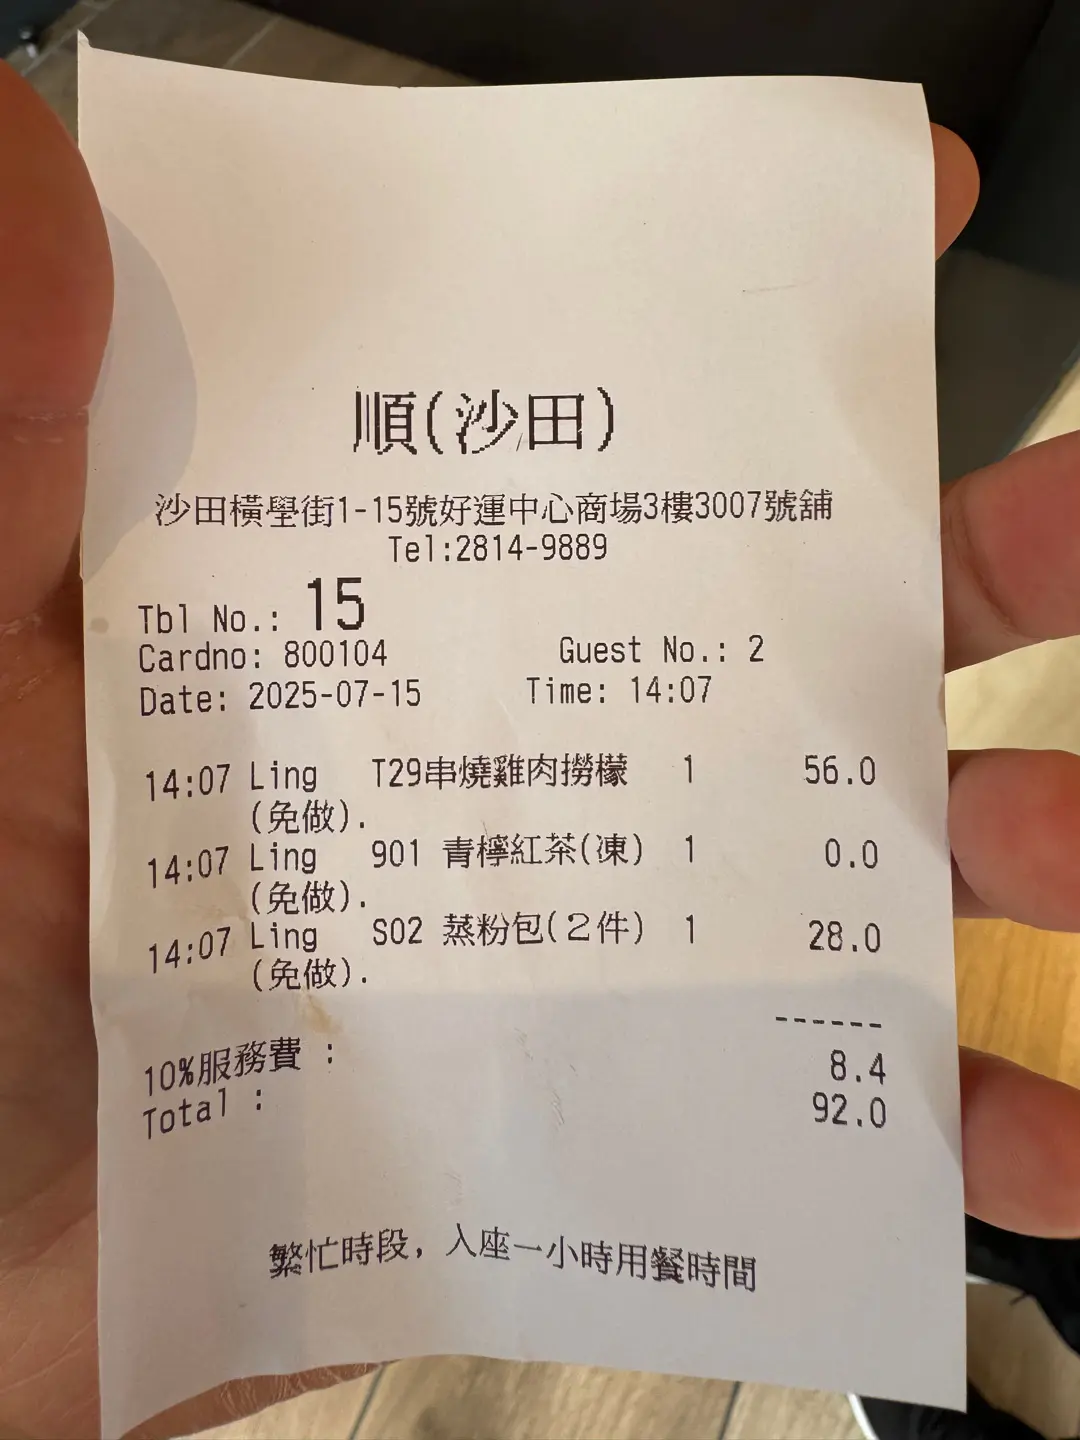 順(沙田)
沙田橫壆街1-15號好運中心商場3樓3007號舖
Tel:2814-9889
Tbl No.: 15
Cardno: 800104 Guest No.: 2
Date: 2025-07-15 Time: 14:07
14:07 Ling T29串燒雞肉撈檬 1 56.0
(免做).
14:07 Ling 901 青檸紅茶(凍) 1 0.0
(免做).
14:07 Ling S02 蒸粉包(２件) 1 28.0
(免做).
------
10%服務費 : 8.4
Total : 92.0
繁忙時段，入座一小時用餐時間